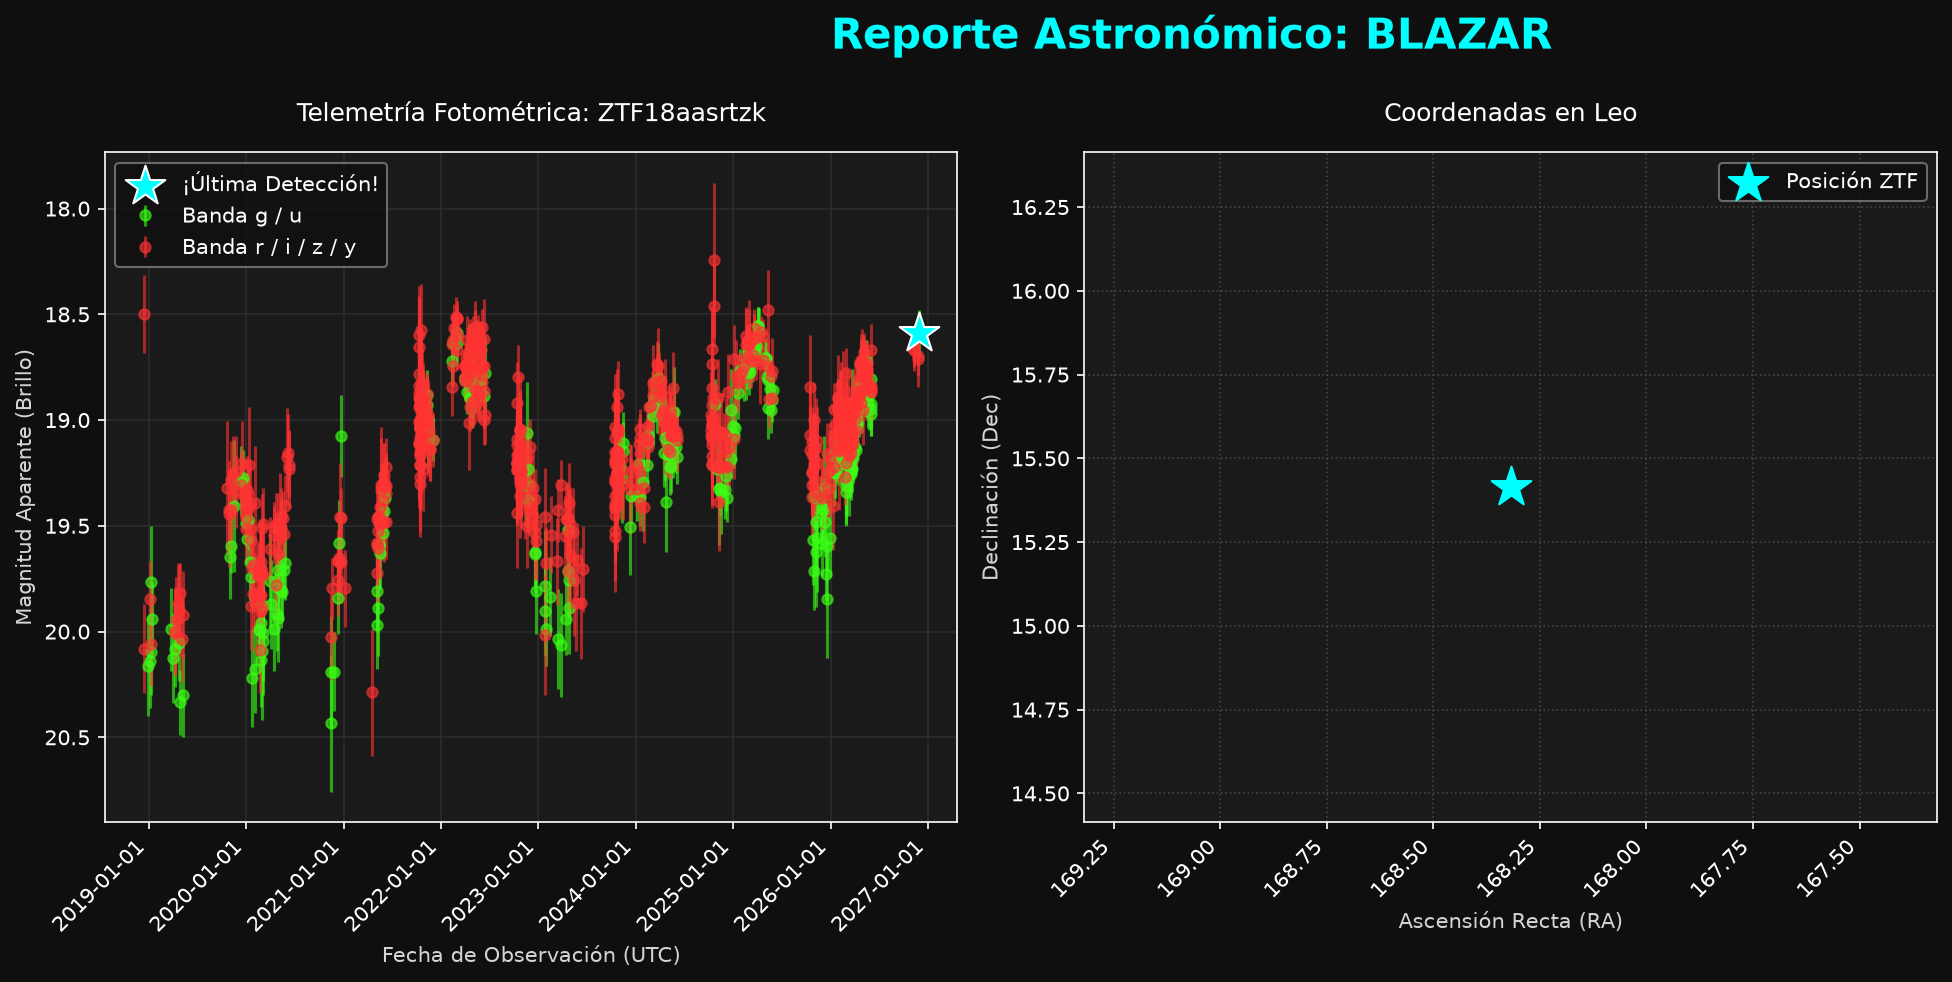 Reporte Astronómico: BLAZAR
Telemetría Fotométrica: ZTF18aasrtzk
¡Última Detección!
Banda g / u
Banda r / i / z / y
Magnitud Aparente (Brillo)
18.0
18.5
19.0
19.5
20.0
20.5
2019-01-01
2020-01-01
2021-01-01
2022-01-01
2023-01-01
2024-01-01
2025-01-01
2026-01-01
2027-01-01
Fecha de Observación (UTC)
Coordenadas en Leo
Posición ZTF
Declinación (Dec)
16.25
16.00
15.75
15.50
15.25
15.00
14.75
14.50
169.25
169.00
168.75
168.50
168.25
168.00
167.75
167.50
Ascensión Recta (RA)